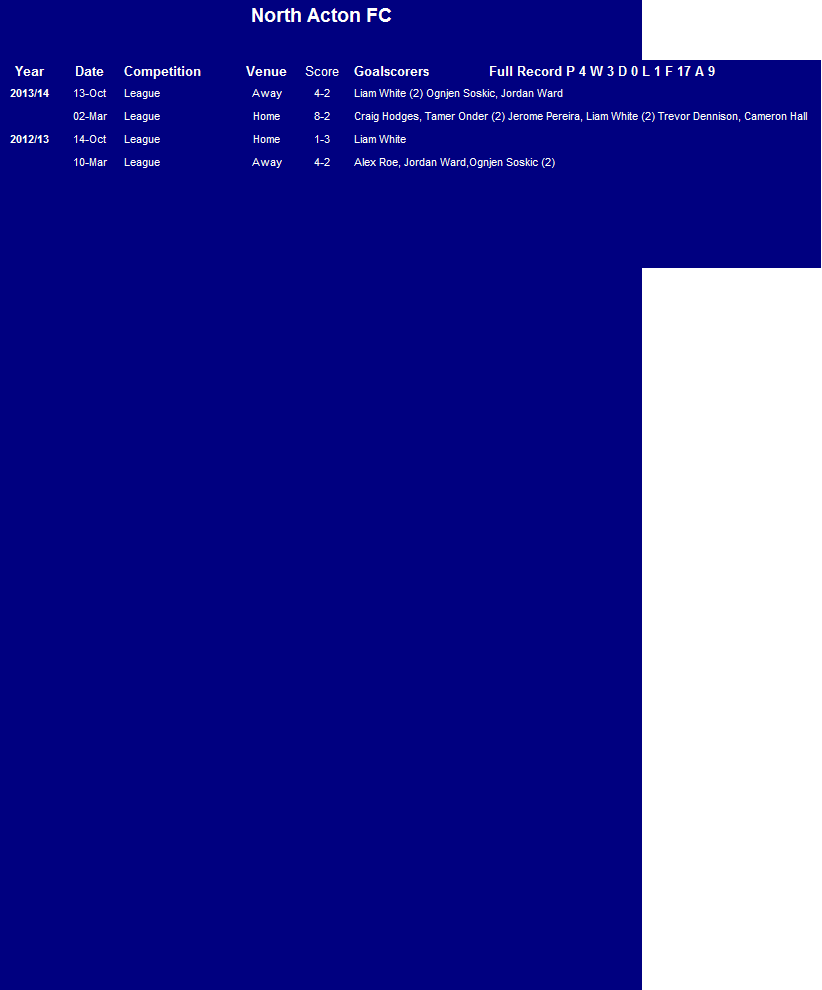 North Acton FC
Year Date Competition Venue Score Goalscorers Full Record P 4 W 3 D 0 L 1 F 17 A 9
2013/14 13-Oct League Away 4-2 Liam White (2) Ognjen Soskic, Jordan Ward
02-Mar League Home 8-2 Craig Hodges, Tamer Onder (2) Jerome Pereira, Liam White (2) Trevor Dennison, Cameron Hall
2012/13 14-Oct League Home 1-3 Liam White
10-Mar League Away 4-2 Alex Roe, Jordan Ward,Ognjen Soskic (2)